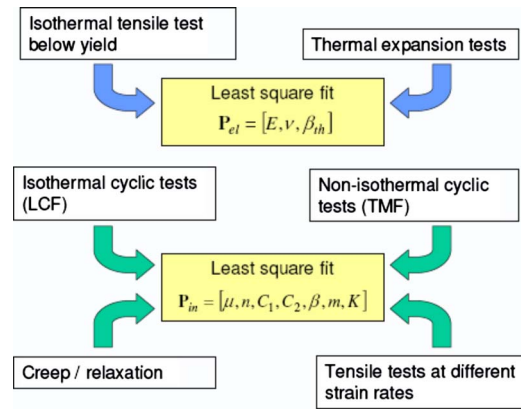 Isothermal tensile test
below yield
Thermal expansion tests
Least square fit
P_el = [E, ν, β_th]
Isothermal cyclic tests
(LCF)
Non-isothermal cyclic
tests (TMF)
Least square fit
P_in = [μ, n, C_1, C_2, β, m, K]
Creep / relaxation
Tensile tests at different
strain rates